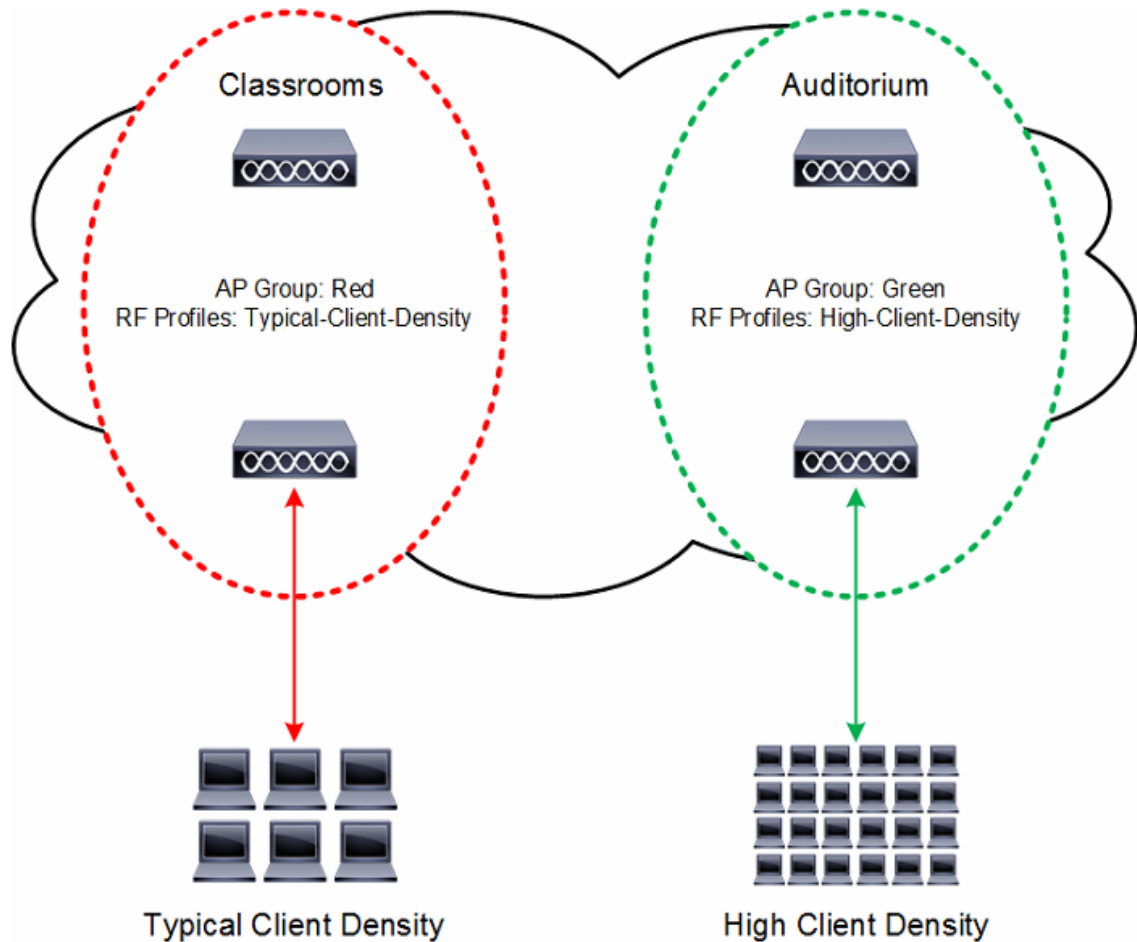 Classrooms
AP Group: Red
RF Profiles: Typical-Client-Density
Typical Client Density
Auditorium
AP Group: Green
RF Profiles: High-Client-Density
High Client Density